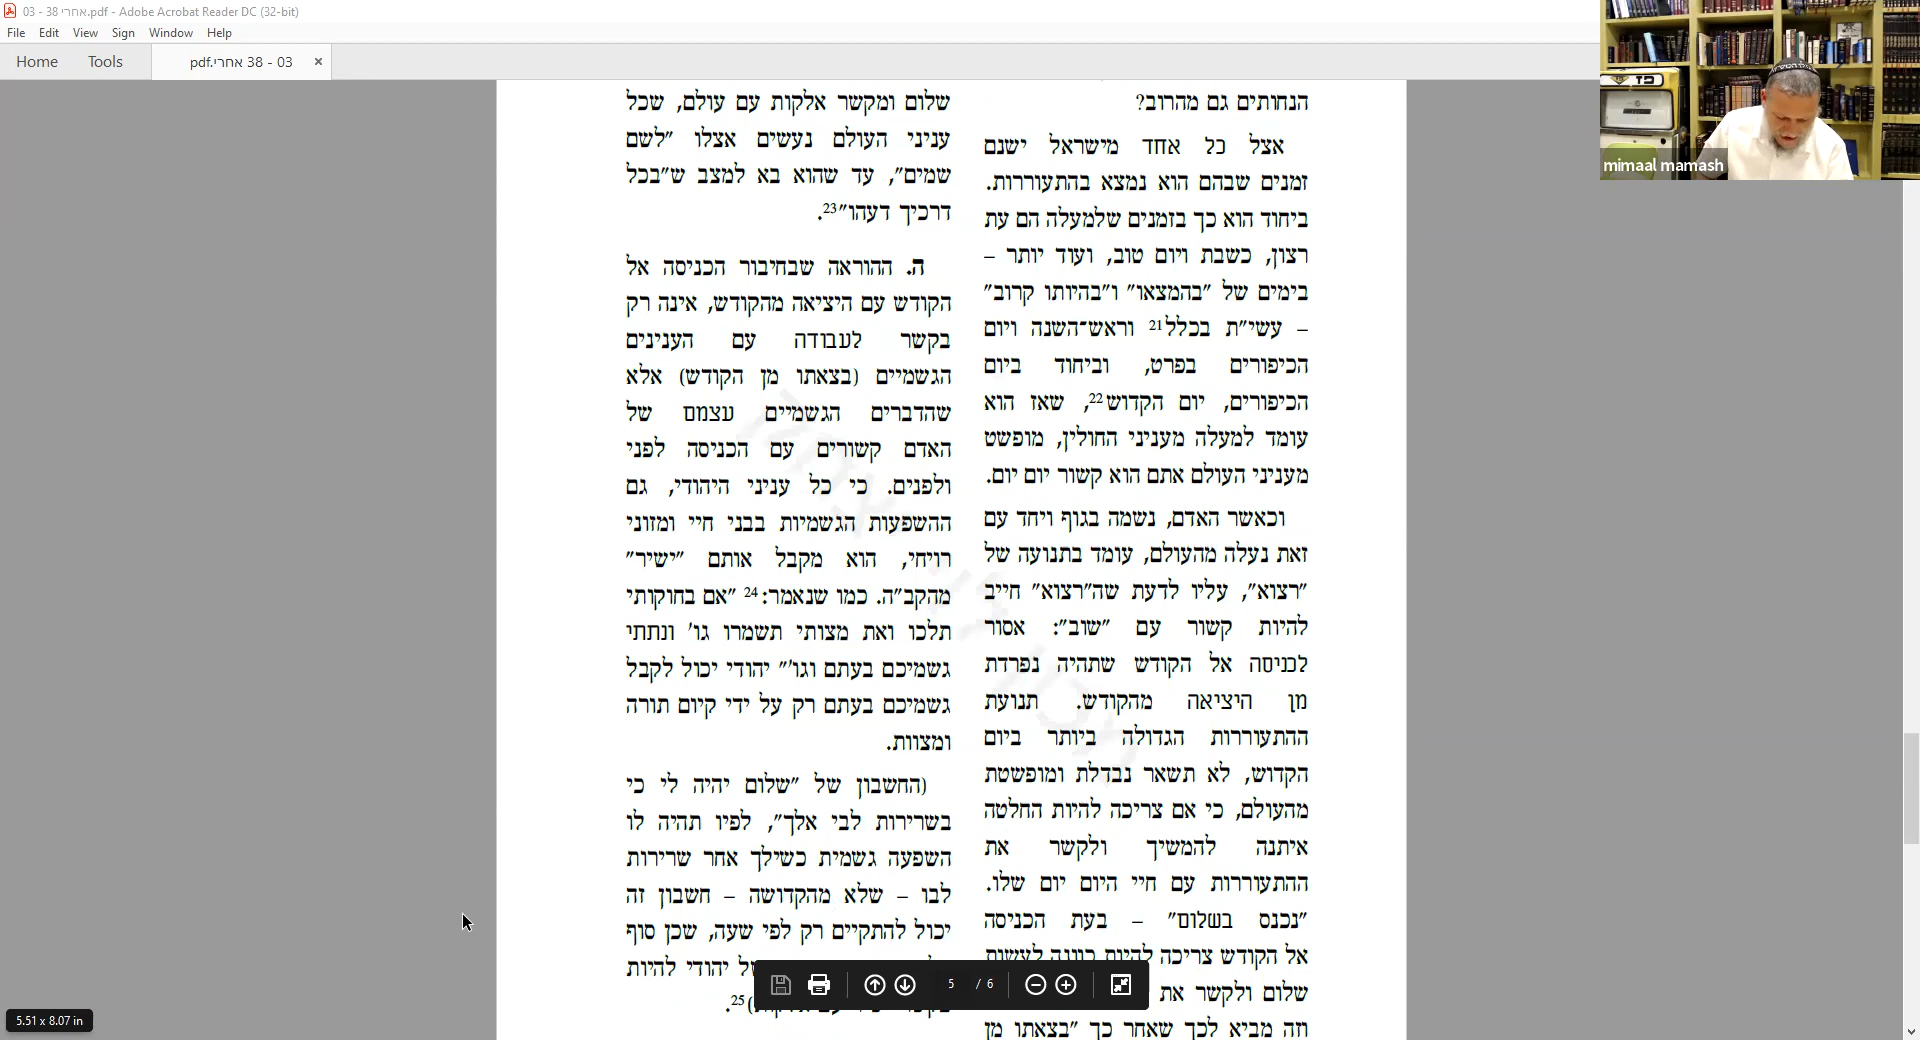 אחרי 38 - 03.pdf - Adobe Acrobat Reader DC (32-bit)
File Edit View Sign Window Help
Home Tools אחרי 38 - 03.pdf ×
mimaal mamash
הנחותים גם מהרוב?
אצל כל אחד מישראל ישנם
זמנים שבהם הוא נמצא בהתעוררות.
ביחוד הוא כך בזמנים שלמעלה הם עת
רצון, כשבת ויום טוב, ועוד יותר –
בימים של "בהמצאו" ו"בהיותו קרוב"
– עשי"ת בכלל21 וראש־השנה ויום
הכיפורים בפרט, וביחוד ביום
הכיפורים, יום הקדוש22, שאז הוא
עומד למעלה מעניני החולין, מופשט
מעניני העולם אתם הוא קשור יום יום.
וכאשר האדם, נשמה בגוף ויחד עם
זאת נעלה מהעולם, עומד בתנועה של
"רצוא", עליו לדעת שה"רצוא" חייב
להיות קשור עם "שוב": אסור
לכניסה אל הקודש שתהיה נפרדת
מן היציאה מהקודש. תנועת
ההתעוררות הגדולה ביותר ביום
הקדוש, לא תשאר נבדלת ומופשטת
מהעולם, כי אם צריכה להיות החלטה
איתנה להמשיך ולקשר את
ההתעוררות עם חיי היום יום שלו.
"נכנס בשלום" – בעת הכניסה
אל הקודש צריכה להיות כוונה לעשות
שלום ולקשר את
וזה מביא לכך שאחר כך "בצאתו מן
שלום ומקשר אלקות עם עולם, שכל
עניני העולם נעשים אצלו "לשם
שמים", עד שהוא בא למצב ש"בכל
דרכיך דעהו"23.
ה. ההוראה שבחיבור הכניסה אל
הקודש עם היציאה מהקודש, אינה רק
בקשר לעבודה עם הענינים
הגשמיים (בצאתו מן הקודש) אלא
שהדברים הגשמיים עצמם של
האדם קשורים עם הכניסה לפני
ולפנים. כי כל עניני היהודי, גם
ההשפעות הגשמיות בבני חיי ומזוני
רויחי, הוא מקבל אותם "ישיר"
מהקב"ה. כמו שנאמר:24 "אם בחוקותי
תלכו ואת מצותי תשמרו גו' ונתתי
גשמיכם בעתם וגו'" יהודי יכול לקבל
גשמיכם בעתם רק על ידי קיום תורה
ומצוות.
(החשבון של "שלום יהיה לי כי
בשרירות לבי אלך", לפיו תהיה לו
השפעה גשמית כשילך אחר שרירות
לבו – שלא מהקדושה – חשבון זה
יכול להתקיים רק לפי שעה, שכן סוף
של יהודי להיות
)25.
5 / 6
5.51 x 8.07 in